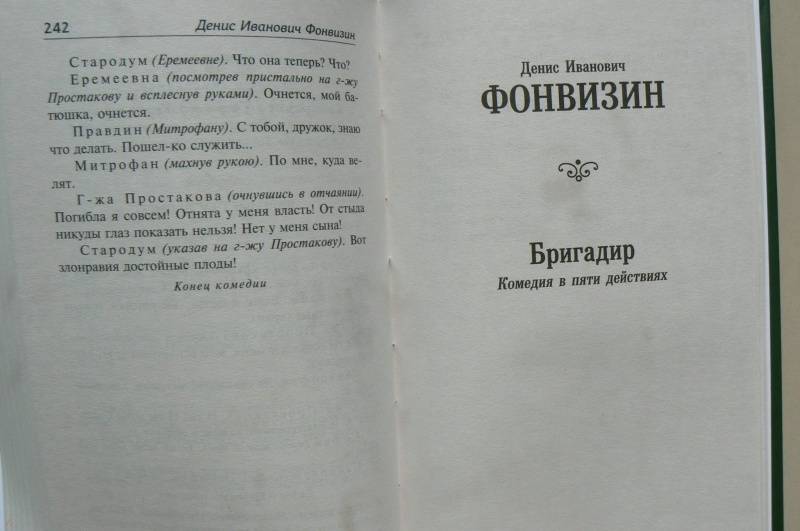 242
Денис Иванович Фонвизин
Стародум (Еремеевне). Что она теперь? Что?
Еремеевна (посмотрев пристально на г-жу
Простакову и всплеснув руками). Очнется, мой ба-
тюшка, очнется.
Правдин (Митрофану). С тобой, дружок, знаю
что делать. Пошел-ко служить...
Митрофан (махнув рукою). По мне, куда ве-
лят.
Г-жа Простакова (очнувшись в отчаянии).
Погибла я совсем! Отнята у меня власть! От стыда
никуды глаз показать нельзя! Нет у меня сына!
Стародум (указав на г-жу Простакову). Вот
злонравия достойные плоды!
Конец комедии
Денис Иванович
ФОНВИЗИН
Бригадир
Комедия в пяти действиях